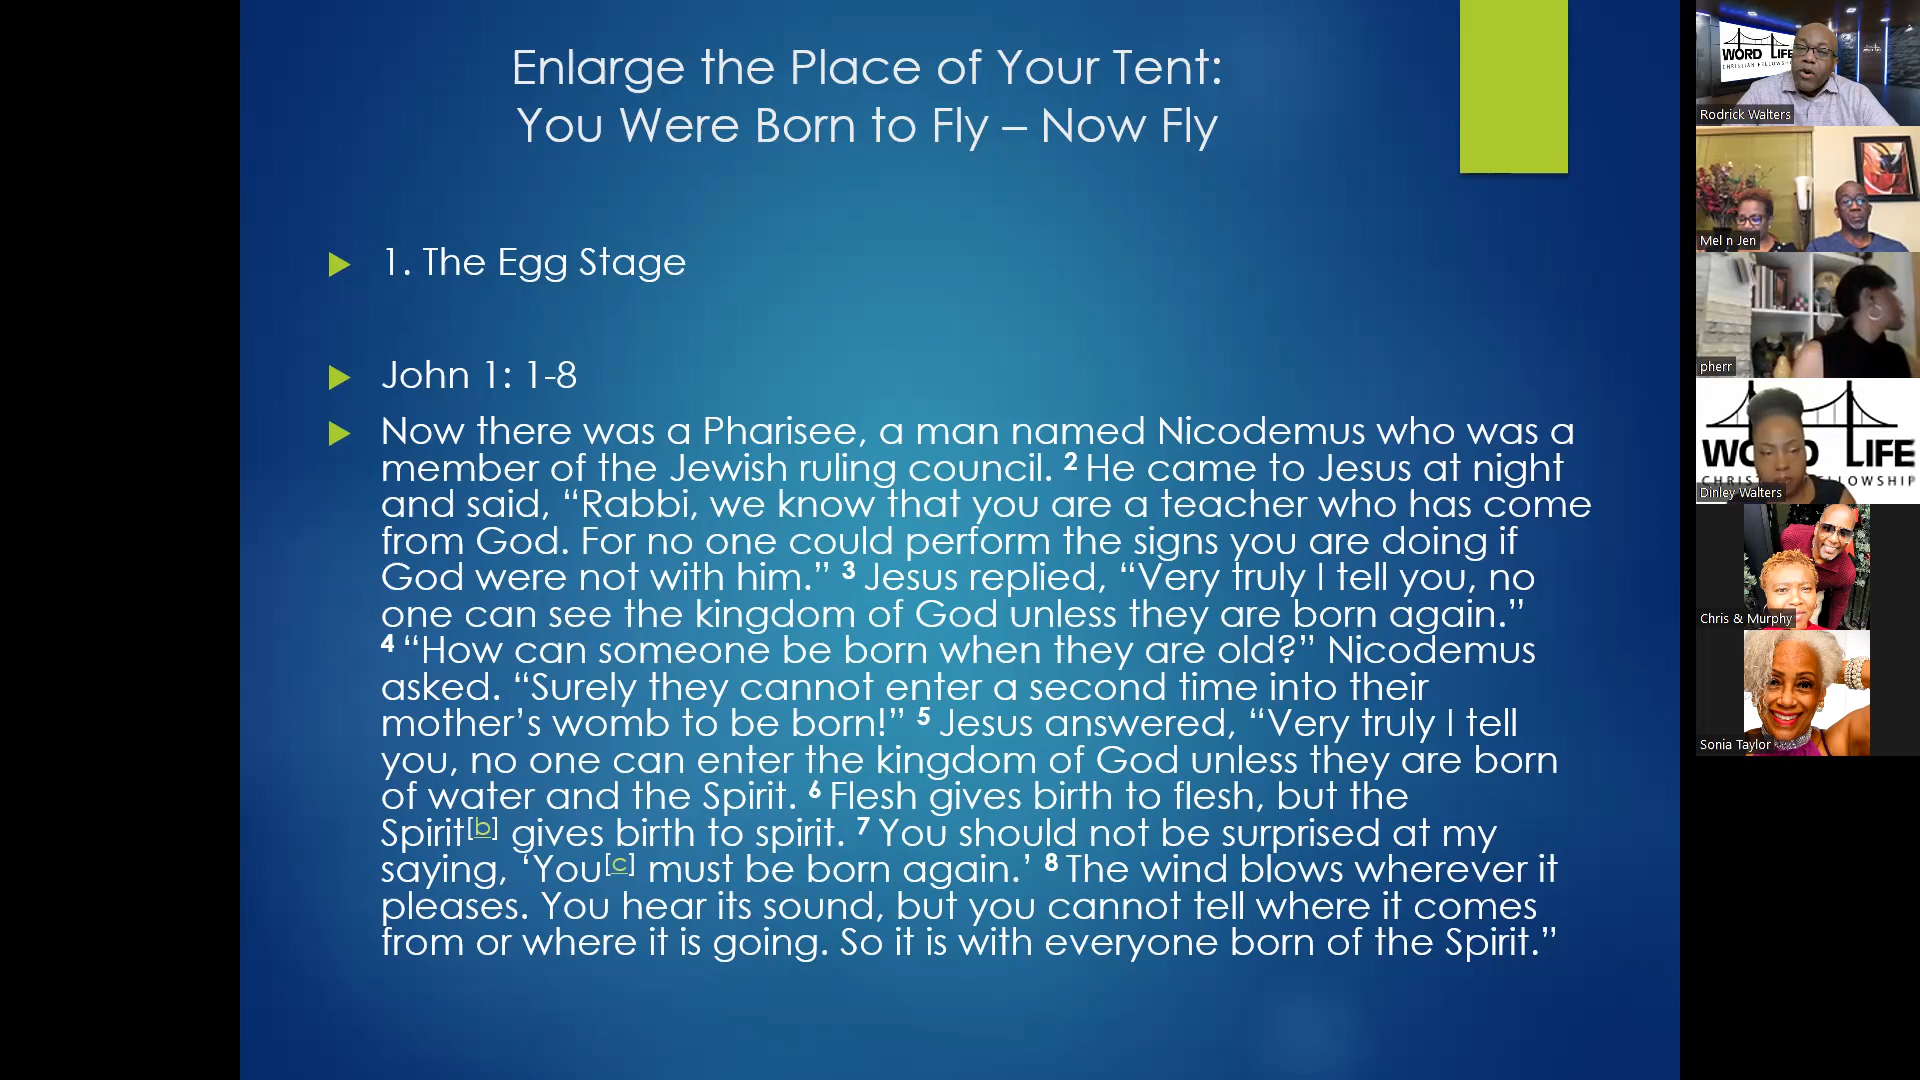 Enlarge the Place of Your Tent:
You Were Born to Fly – Now Fly
1. The Egg Stage
John 1: 1-8
Now there was a Pharisee, a man named Nicodemus who was a
member of the Jewish ruling council. 2 He came to Jesus at night
and said, “Rabbi, we know that you are a teacher who has come
from God. For no one could perform the signs you are doing if
God were not with him.” 3 Jesus replied, “Very truly I tell you, no
one can see the kingdom of God unless they are born again.”
4 “How can someone be born when they are old?” Nicodemus
asked. “Surely they cannot enter a second time into their
mother’s womb to be born!” 5 Jesus answered, “Very truly I tell
you, no one can enter the kingdom of God unless they are born
of water and the Spirit. 6 Flesh gives birth to flesh, but the
Spirit[b] gives birth to spirit. 7 You should not be surprised at my
saying, ‘You[c] must be born again.’ 8 The wind blows wherever it
pleases. You hear its sound, but you cannot tell where it comes
from or where it is going. So it is with everyone born of the Spirit.”
WORD LIFE
Rodrick Walters
Mel n Jen
pherr
LIFE
Dinley Walters
Chris & Murphy
Sonia Taylor